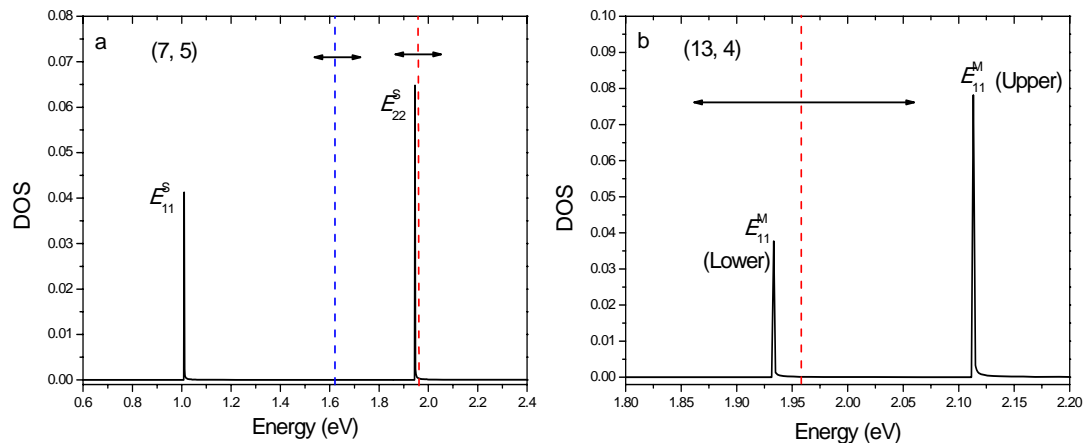 a
(7, 5)
E^S_11
E^S_22
DOS
0.08
0.07
0.06
0.05
0.04
0.03
0.02
0.01
0.00
0.6 0.8 1.0 1.2 1.4 1.6 1.8 2.0 2.2 2.4
Energy (eV)
b
(13, 4)
E^M_11 (Upper)
E^M_11
(Lower)
DOS
0.10
0.09
0.08
0.07
0.06
0.05
0.04
0.03
0.02
0.01
0.00
1.80 1.85 1.90 1.95 2.00 2.05 2.10 2.15 2.20
Energy (eV)